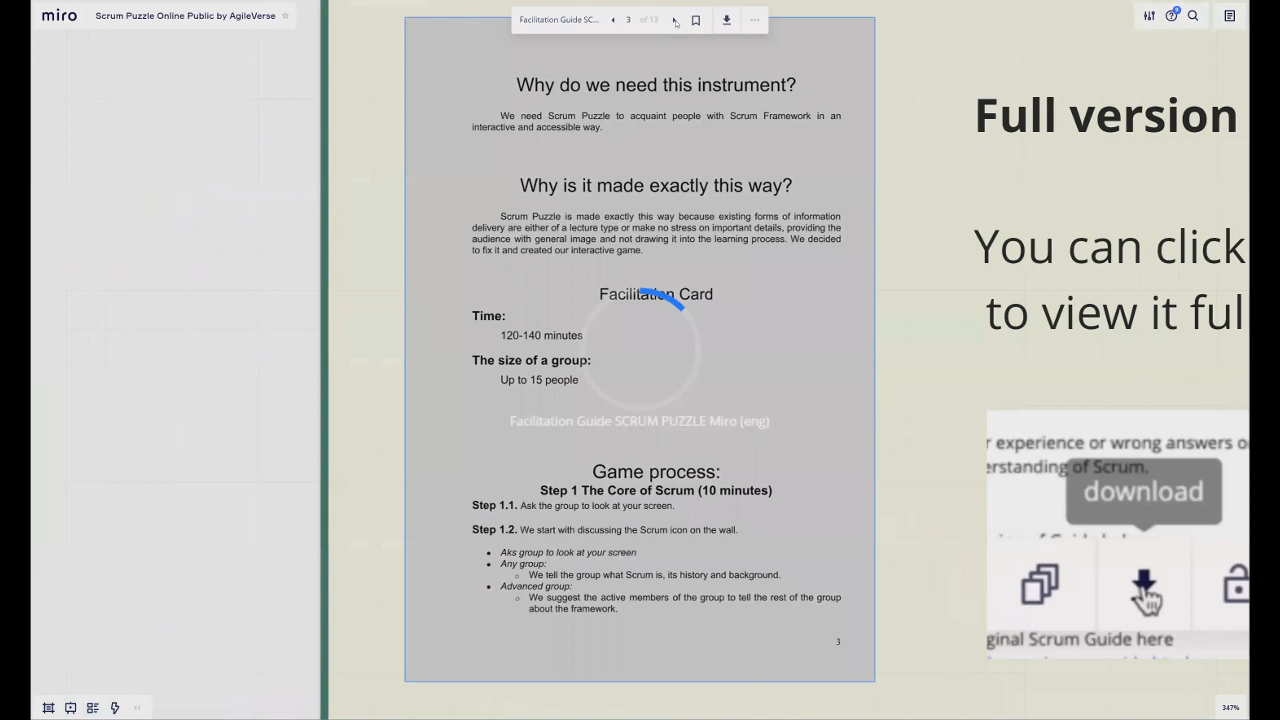 miro
Scrum Puzzle Online Public by AgileVerse
Facilitation Guide SC...
3
of 13
Why do we need this instrument?
We need Scrum Puzzle to acquaint people with Scrum Framework in an
interactive and accessible way.
Why is it made exactly this way?
Scrum Puzzle is made exactly this way because existing forms of information
delivery are either of a lecture type or make no stress on important details, providing the
audience with general image and not drawing it into the learning process. We decided
to fix it and created our interactive game.
Facilitation Card
Time:
120-140 minutes
The size of a group:
Up to 15 people
Facilitation Guide SCRUM PUZZLE Miro (eng)
Game process:
Step 1 The Core of Scrum (10 minutes)
Step 1.1. Ask the group to look at your screen.
Step 1.2. We start with discussing the Scrum icon on the wall.
Aks group to look at your screen
Any group:
We tell the group what Scrum is, its history and background.
Advanced group:
We suggest the active members of the group to tell the rest of the group
about the framework.
3
Full version
You can click
to view it ful
r experience or wrong answers o
erstanding of Scrum.
download
ginal Scrum Guide here
347%